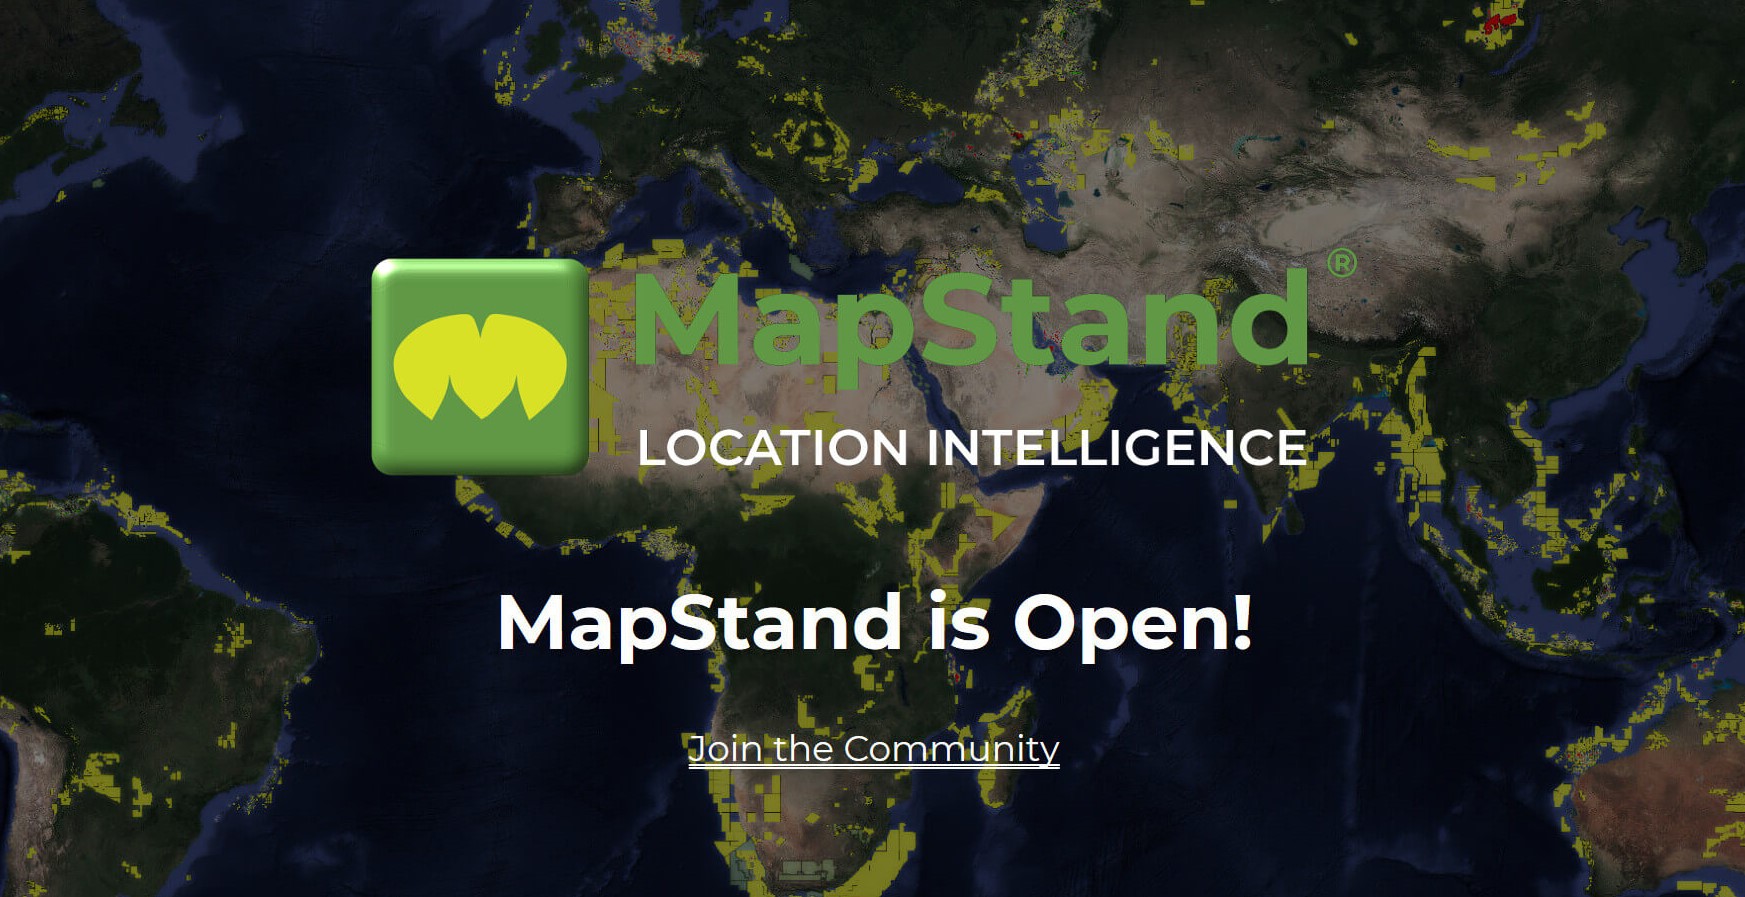 MapStand®
LOCATION INTELLIGENCE
MapStand is Open!
Join the Community